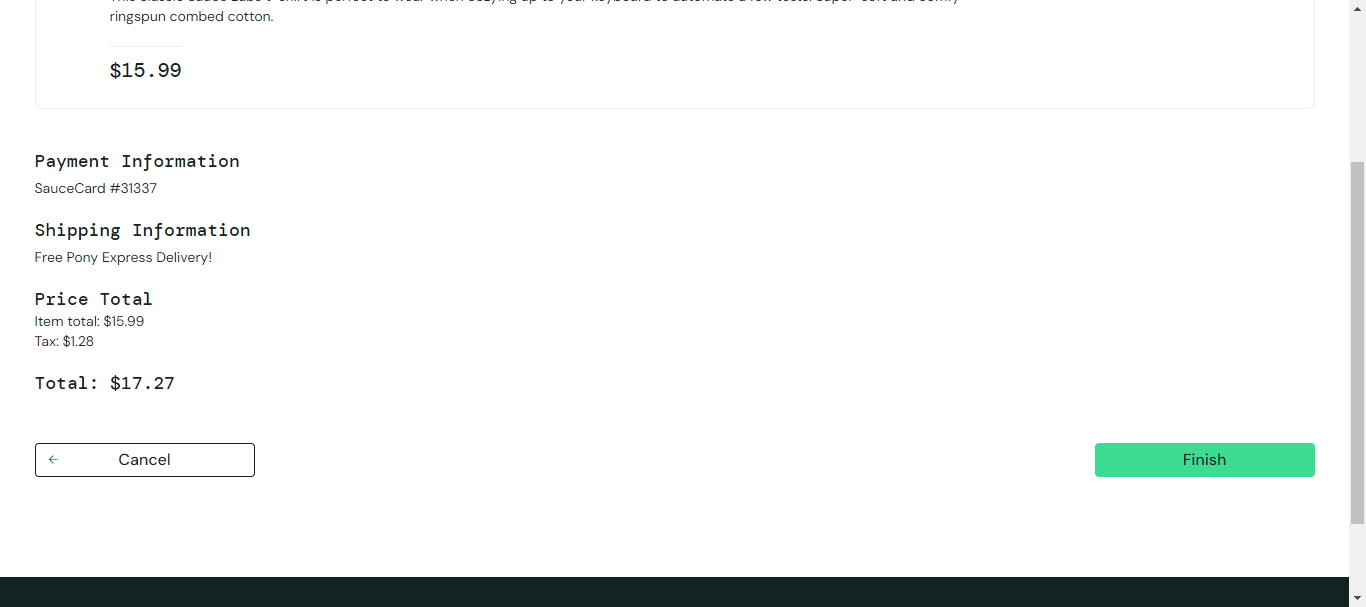 ringspun combed cotton.
$15.99
Payment Information
SauceCard #31337
Shipping Information
Free Pony Express Delivery!
Price Total
Item total: $15.99
Tax: $1.28
Total: $17.27
Cancel
Finish